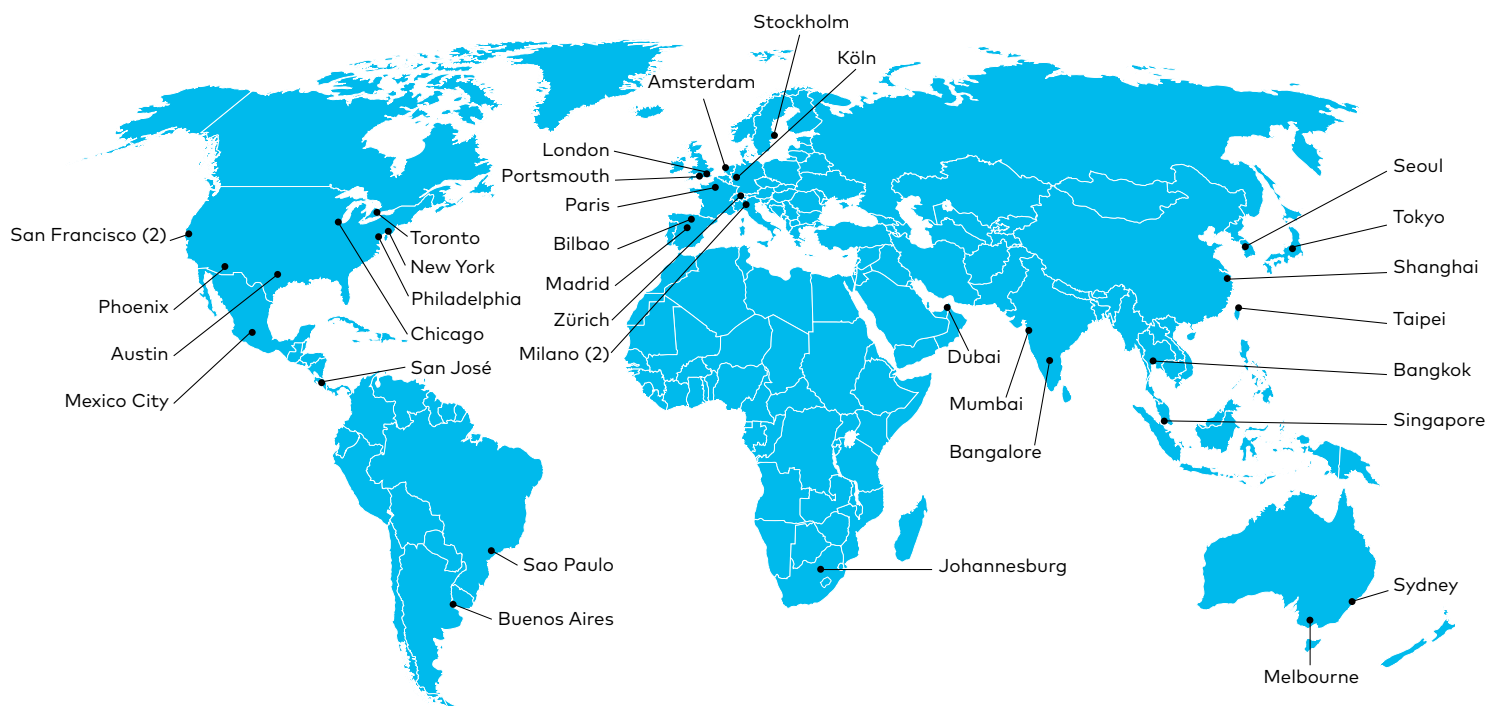 Stockholm
Köln
Amsterdam
London
Portsmouth
Paris
Bilbao
Madrid
Zürich
Milano (2)
San Francisco (2)
Phoenix
Austin
Mexico City
Toronto
New York
Philadelphia
Chicago
San José
Sao Paulo
Buenos Aires
Dubai
Mumbai
Bangalore
Johannesburg
Seoul
Tokyo
Shanghai
Taipei
Bangkok
Singapore
Sydney
Melbourne